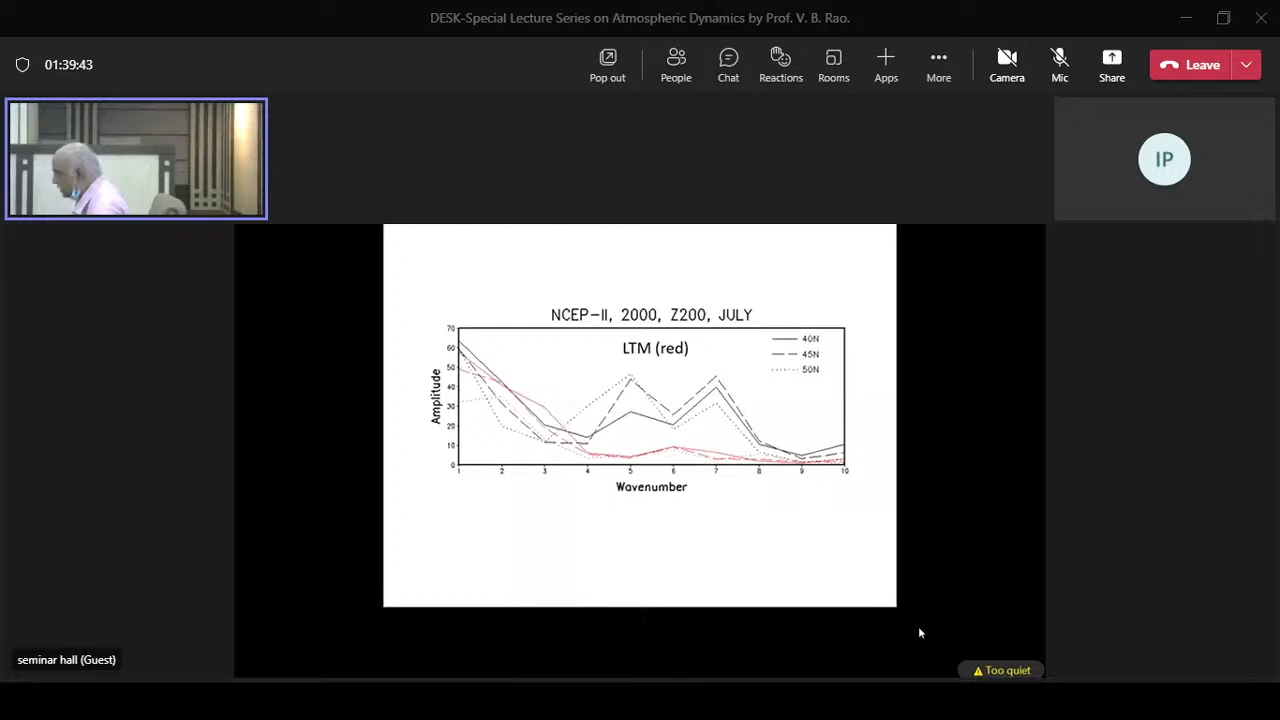 DESK-Special Lecture Series on Atmospheric Dynamics by Prof. V. B. Rao.
01:39:43
Pop out
People
Chat
Reactions
Rooms
Apps
More
Camera
Mic
Share
Leave
IP
NCEP-II, 2000, Z200, JULY
LTM (red)
40N
45N
50N
Amplitude
70
60
50
40
30
20
10
0
1 2 3 4 5 6 7 8 9 10
Wavenumber
seminar hall (Guest)
Too quiet